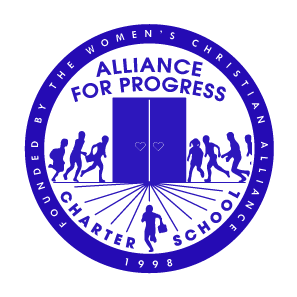 FOUNDED BY THE WOMEN'S CHRISTIAN ALLIANCE
ALLIANCE
FOR PROGRESS
CHARTER SCHOOL
1998